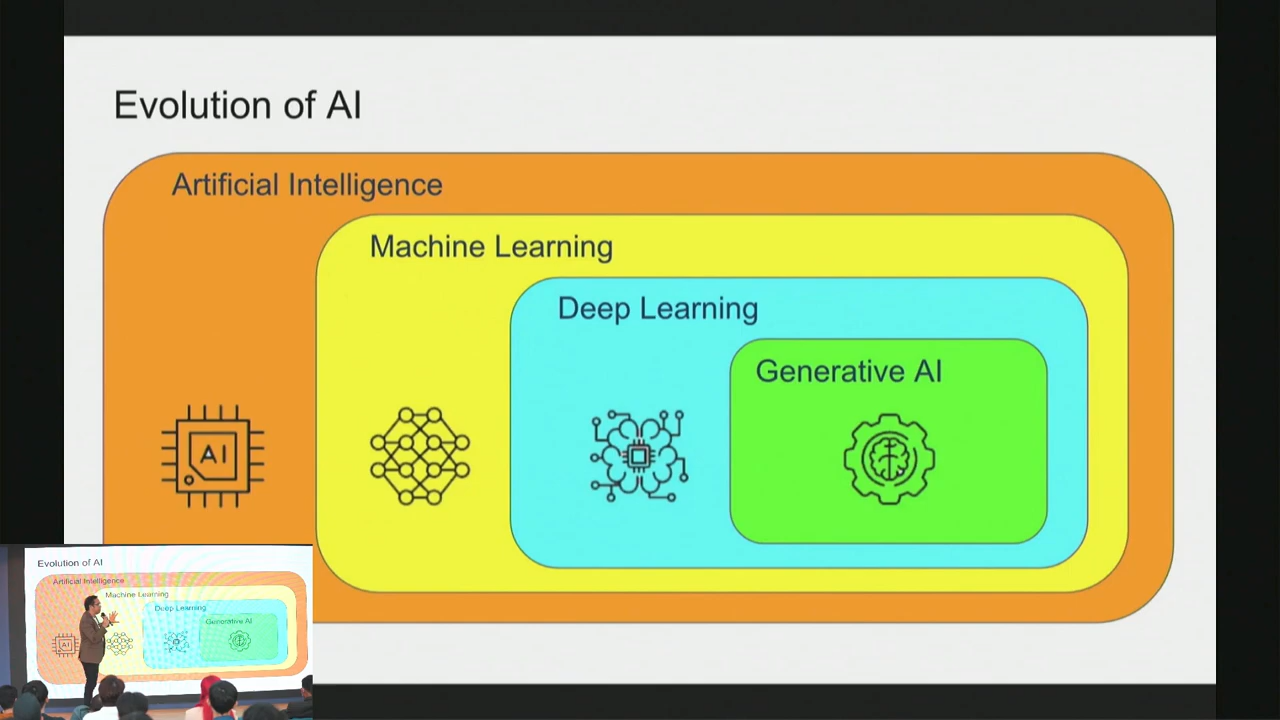 Evolution of AI
Artificial Intelligence
Machine Learning
Deep Learning
Generative AI
AI
Evolution of AI
Artificial Intelligence
Machine Learning
Deep Learning
Generative AI
AI